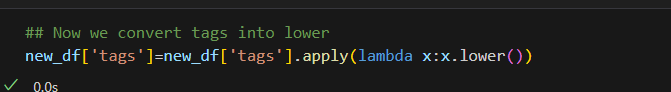 ## Now we convert tags into lower
new_df['tags']=new_df['tags'].apply(lambda x:x.lower())
0.0s